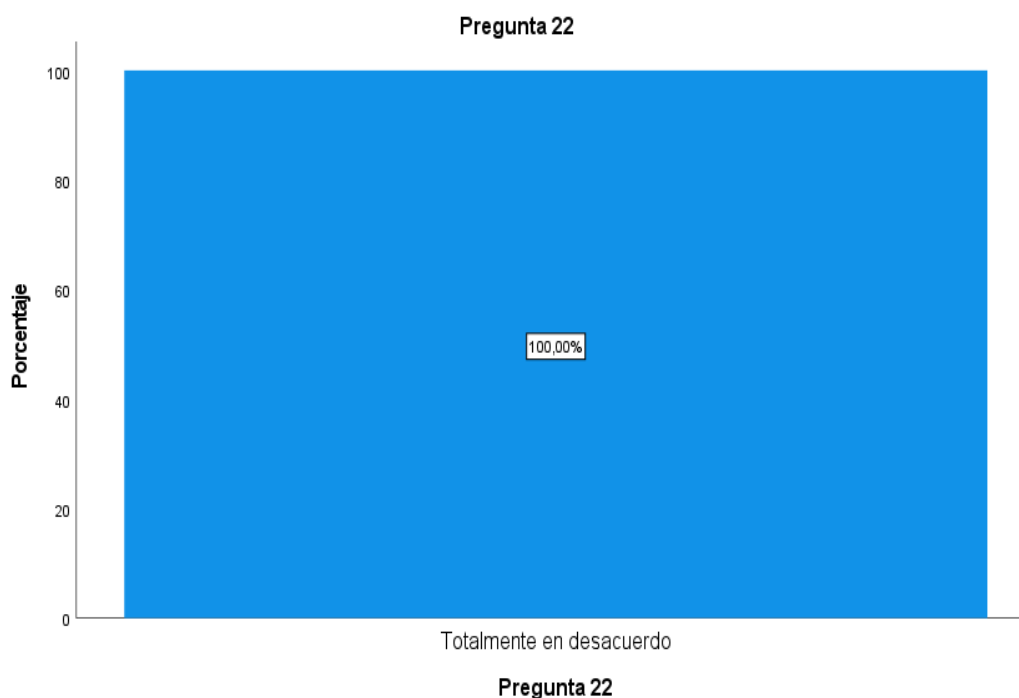 Pregunta 22
100
80
60
40
20
0
Porcentaje
100,00%
Totalmente en desacuerdo
Pregunta 22